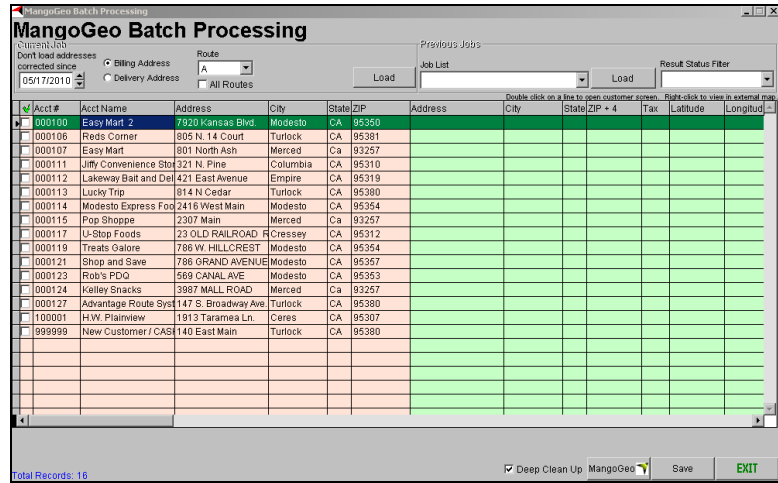 MangoGeo Batch Processing
MangoGeo Batch Processing
Current Job
Previous Jobs
Don't load addresses corrected since
05/17/2010
Billing Address
Delivery Address
Route
A
All Routes
Load
Job List
Load
Result Status Filter
Double click on a line to open customer screen. Right-click to view in external map
Acct # Acct Name Address City State ZIP Address City State ZIP + 4 Tax Latitude Longitud
000100 Easy Mart 2 7920 Kansas Blvd. Modesto CA 95350
000106 Reds Corner 805 N. 14 Court Turlock CA 95381
000107 Easy Mart 801 North Ash Merced Ca 93257
000111 Jiffy Convenience Stor 321 N. Pine Columbia CA 95310
000112 Lakeway Bait and Del 421 East Avenue Empire CA 95319
000113 Lucky Trip 814 N Cedar Turlock CA 95380
000114 Modesto Express Foo 2416 West Main Modesto CA 95354
000115 Pop Shoppe 2307 Main Merced Ca 93257
000117 U-Stop Foods 23 OLD RAILROAD R Cressey CA 95312
000119 Treats Galore 786 W. HILLCREST Modesto CA 95354
000121 Shop and Save 786 GRAND AVENUE Modesto CA 95357
000123 Rob's PDQ 569 CANAL AVE Modesto CA 95353
000124 Kelley Snacks 3987 MALL ROAD Merced Ca 93257
000127 Advantage Route Syst 147 S. Broadway Ave. Turlock CA 95380
100001 H.W. Plainview 1913 Taramea Ln. Ceres CA 95307
999999 New Customer / CASH 140 East Main Turlock CA 95380
Total Records: 16
Deep Clean Up
MangoGeo
Save
EXIT